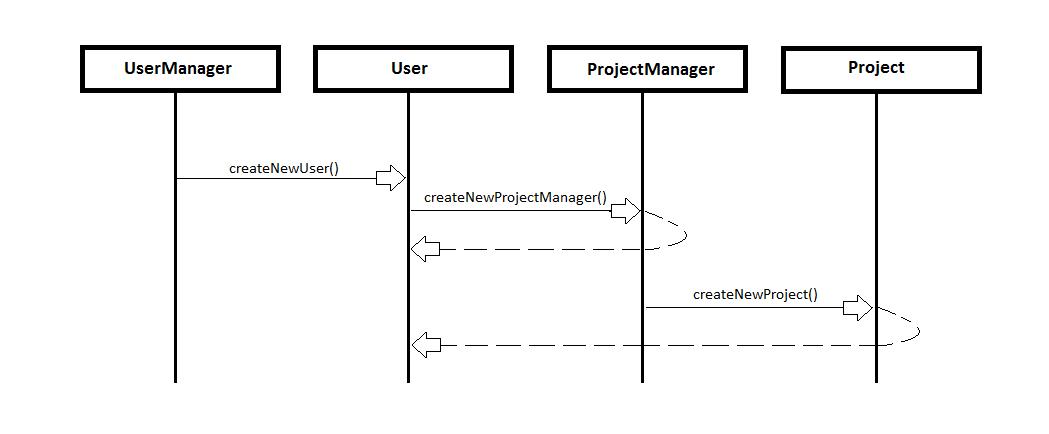 UserManager
User
ProjectManager
Project
createNewUser()
createNewProjectManager()
createNewProject()